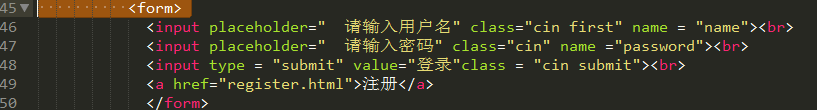 45 <form>
46 <input placeholder="  请输入用户名" class="cin first" name = "name"><br>
47 <input placeholder="  请输入密码" class="cin" name ="password"><br>
48 <input type = "submit" value="登录"class = "cin submit"><br>
49 <a href="register.html">注册</a>
50 </form>